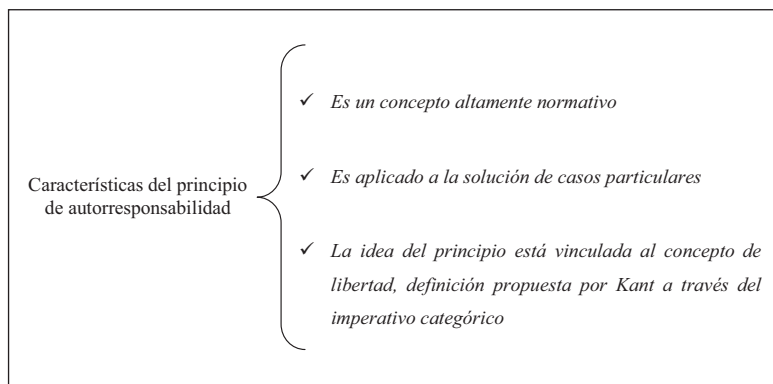 Características del principio
de autorresponsabilidad
✓ Es un concepto altamente normativo
✓ Es aplicado a la solución de casos particulares
✓ La idea del principio está vinculada al concepto de
libertad, definición propuesta por Kant a través del
imperativo categórico